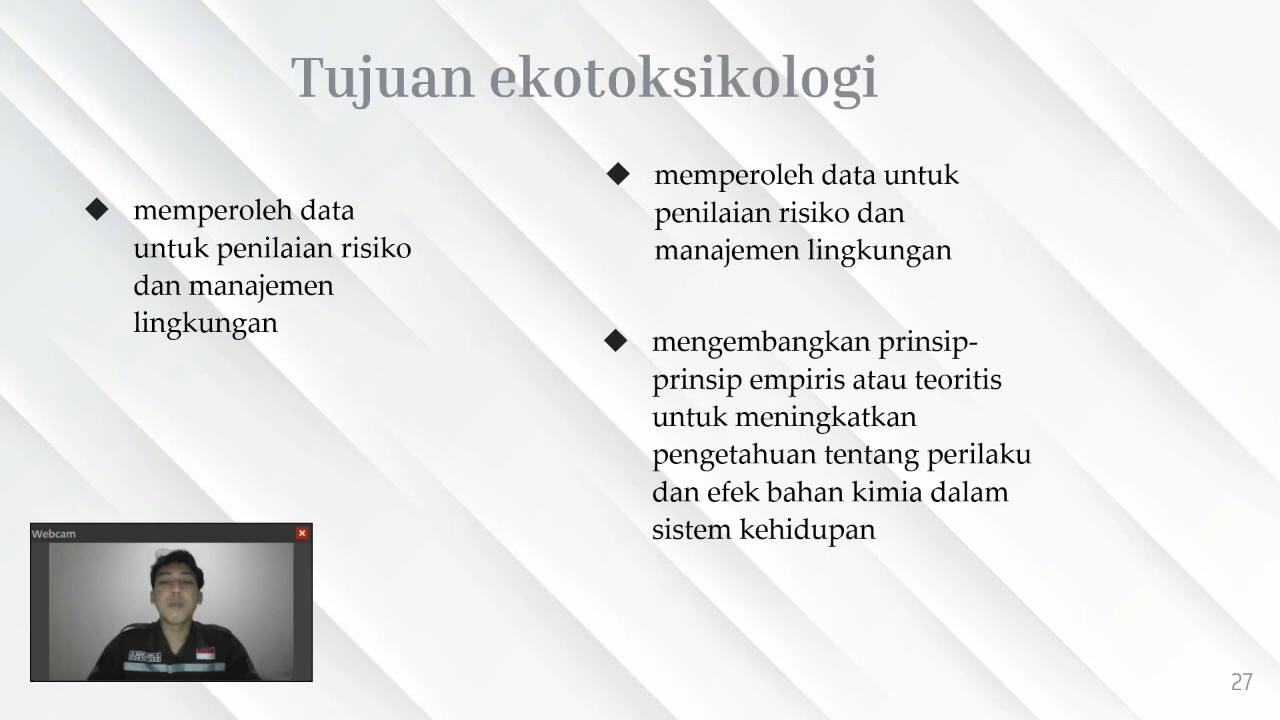 Tujuan ekotoksikologi
◆ memperoleh data
untuk penilaian risiko
dan manajemen
lingkungan
◆ memperoleh data untuk
penilaian risiko dan
manajemen lingkungan
◆ mengembangkan prinsip-
prinsip empiris atau teoritis
untuk meningkatkan
pengetahuan tentang perilaku
dan efek bahan kimia dalam
sistem kehidupan
Webcam
27